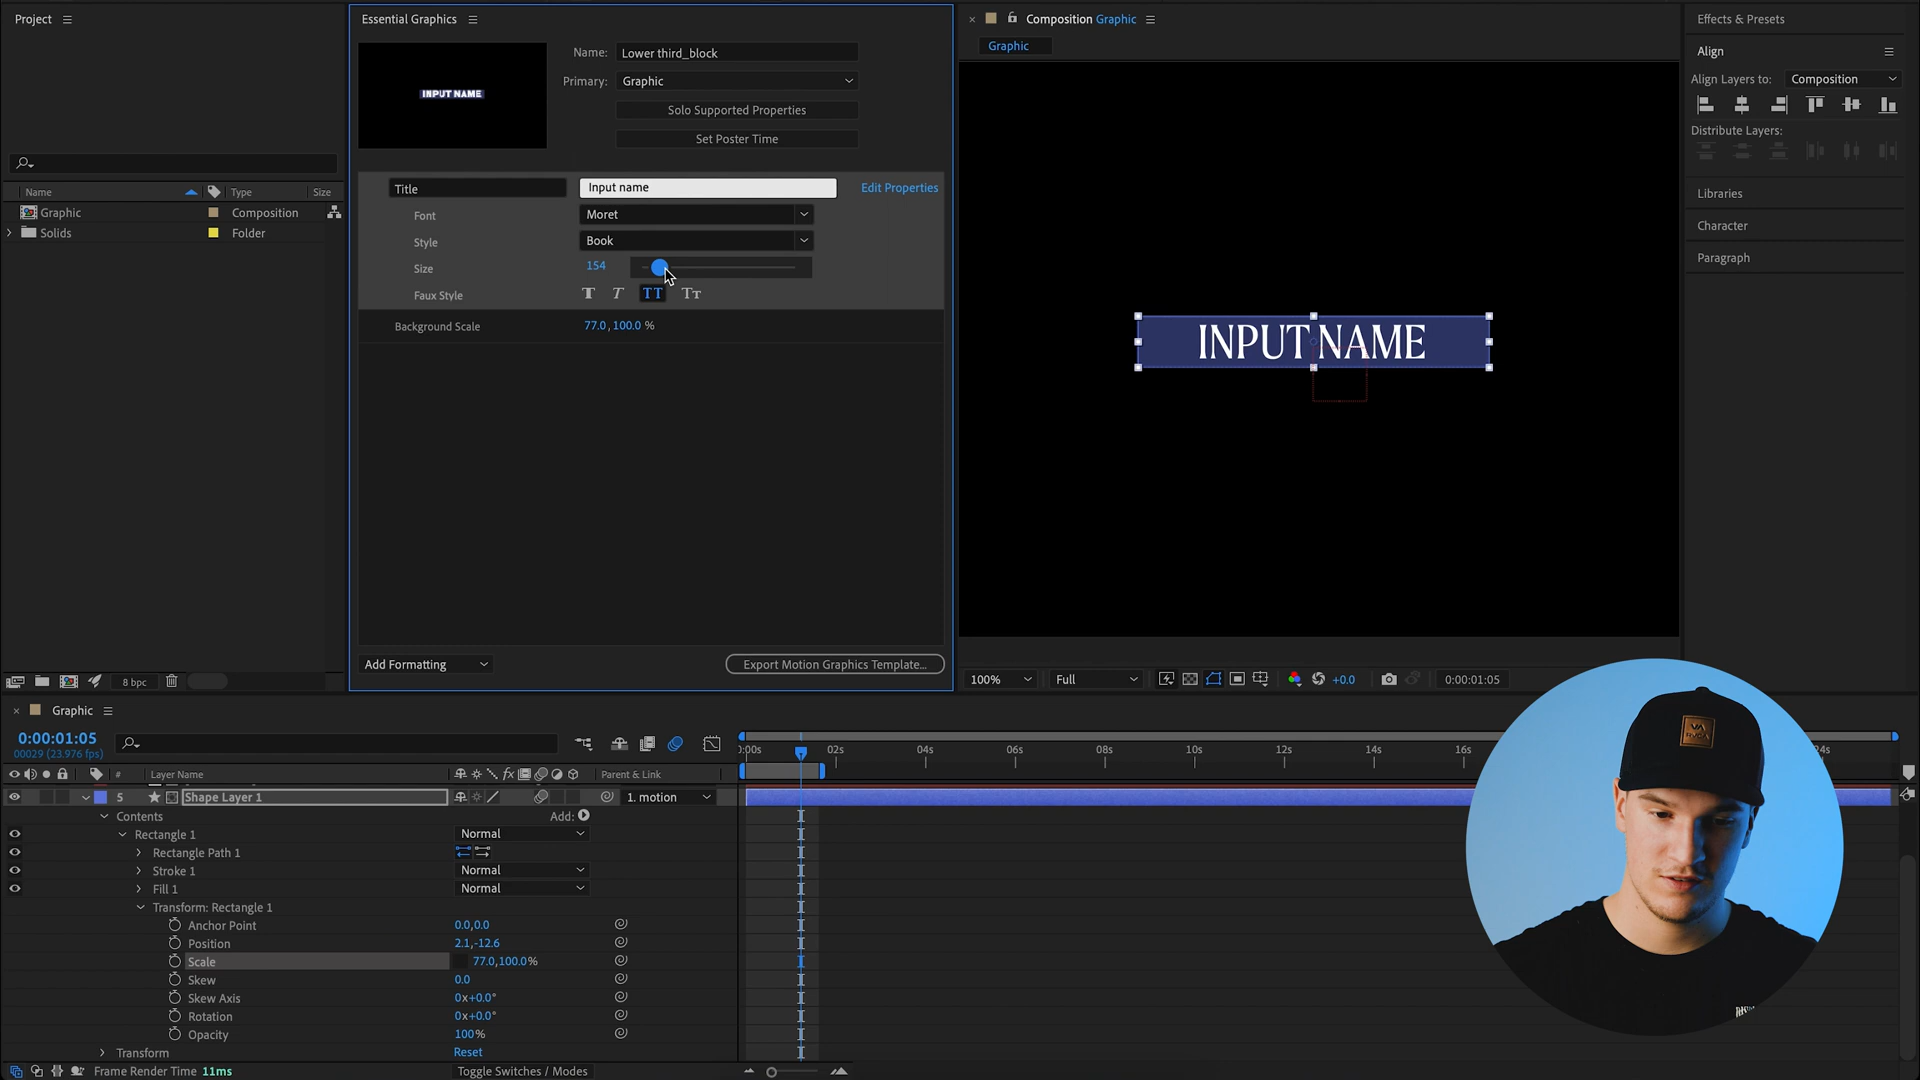 Project
Name
Type
Size
Graphic
Composition
Solids
Folder
8 bpc
Essential Graphics
INPUT NAME
Name:
Lower third_block
Primary:
Graphic
Solo Supported Properties
Set Poster Time
Title
Input name
Edit Properties
Font
Moret
Style
Book
Size
154
Faux Style
T T TT Tt
Background Scale
77.0, 100.0 %
Add Formatting
Export Motion Graphics Template...
Composition Graphic
Graphic
INPUT NAME
100%
Full
+0.0
0:00:01:05
Effects & Presets
Align
Align Layers to:
Composition
Distribute Layers:
Libraries
Character
Paragraph
Graphic
0:00:01:05
00029 (23.976 fps)
:00s
02s
04s
06s
08s
10s
12s
14s
16s
4s
#
Layer Name
fx
Parent & Link
5
Shape Layer 1
1. motion
Contents
Add:
Rectangle 1
Normal
Rectangle Path 1
Stroke 1
Normal
Fill 1
Normal
Transform: Rectangle 1
Anchor Point
0.0,0.0
Position
2.1,-12.6
Scale
77.0,100.0%
Skew
0.0
Skew Axis
0x+0.0°
Rotation
0x+0.0°
Opacity
100%
Transform
Reset
Frame Render Time 11ms
Toggle Switches / Modes
VA
RVCA